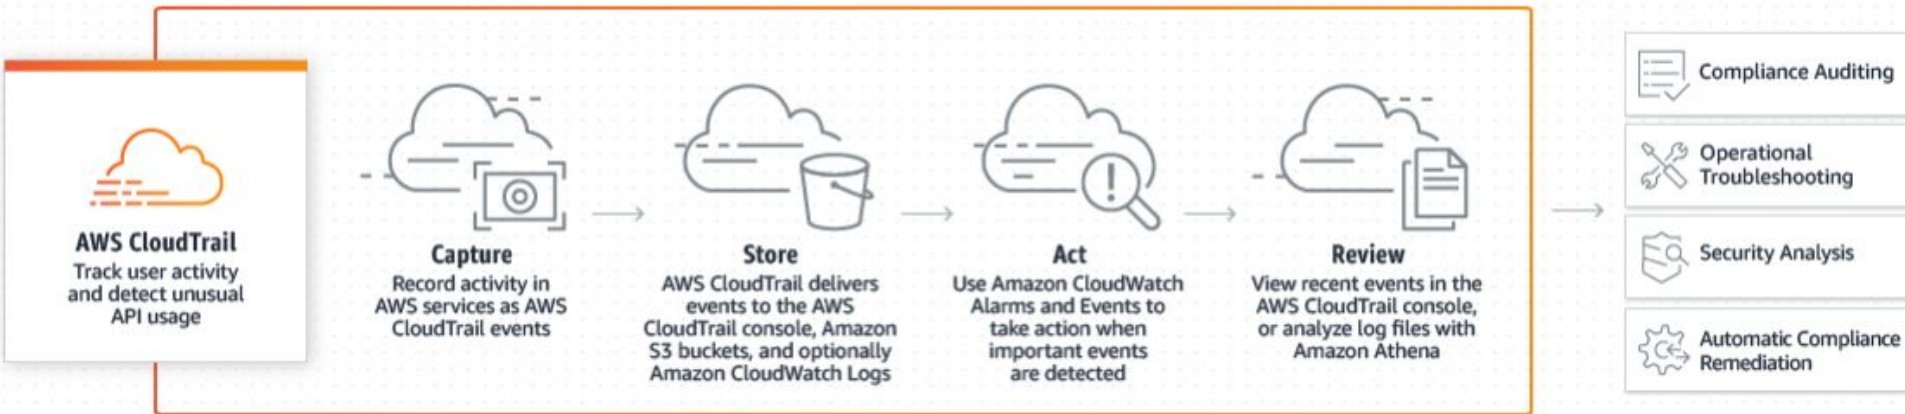 AWS CloudTrail
Track user activity
and detect unusual
API usage
Capture
Record activity in
AWS services as AWS
CloudTrail events
Store
AWS CloudTrail delivers
events to the AWS
CloudTrail console, Amazon
S3 buckets, and optionally
Amazon CloudWatch Logs
Act
Use Amazon CloudWatch
Alarms and Events to
take action when
important events
are detected
Review
View recent events in the
AWS CloudTrail console,
or analyze log files with
Amazon Athena
Compliance Auditing
Operational
Troubleshooting
Security Analysis
Automatic Compliance
Remediation